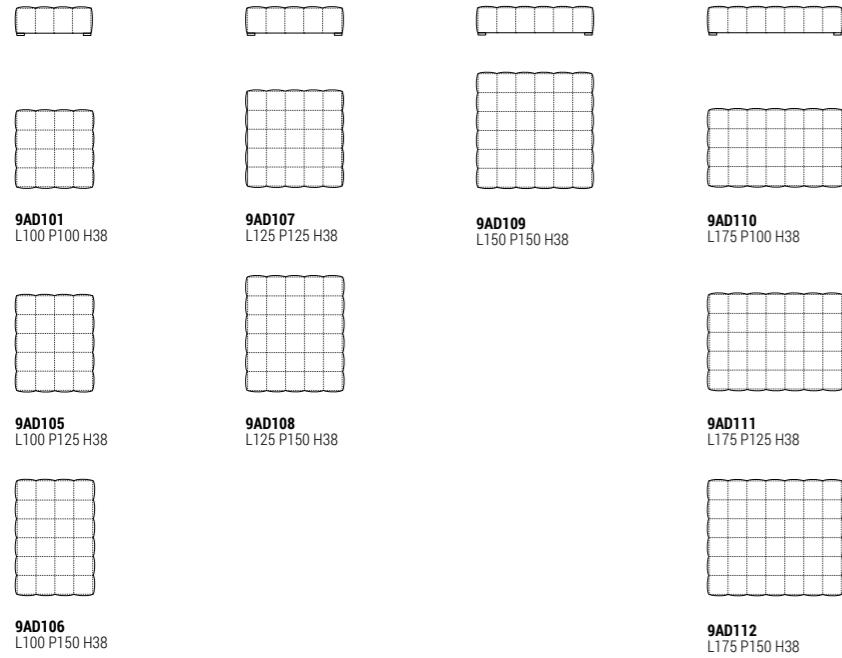 9AD101
L100 P100 H38
9AD107
L125 P125 H38
9AD109
L150 P150 H38
9AD110
L175 P100 H38
9AD105
L100 P125 H38
9AD108
L125 P150 H38
9AD111
L175 P125 H38
9AD106
L100 P150 H38
9AD112
L175 P150 H38